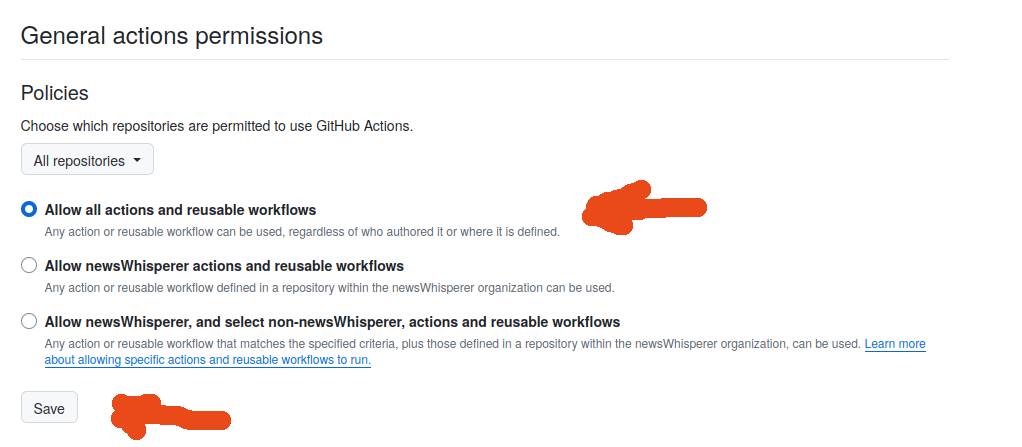 General actions permissions
Policies
Choose which repositories are permitted to use GitHub Actions.
All repositories
Allow all actions and reusable workflows
Any action or reusable workflow can be used, regardless of who authored it or where it is defined.
Allow newsWhisperer actions and reusable workflows
Any action or reusable workflow defined in a repository within the newsWhisperer organization can be used.
Allow newsWhisperer, and select non-newsWhisperer, actions and reusable workflows
Any action or reusable workflow that matches the specified criteria, plus those defined in a repository within the newsWhisperer organization, can be used. Learn more
about allowing specific actions and reusable workflows to run.
Save